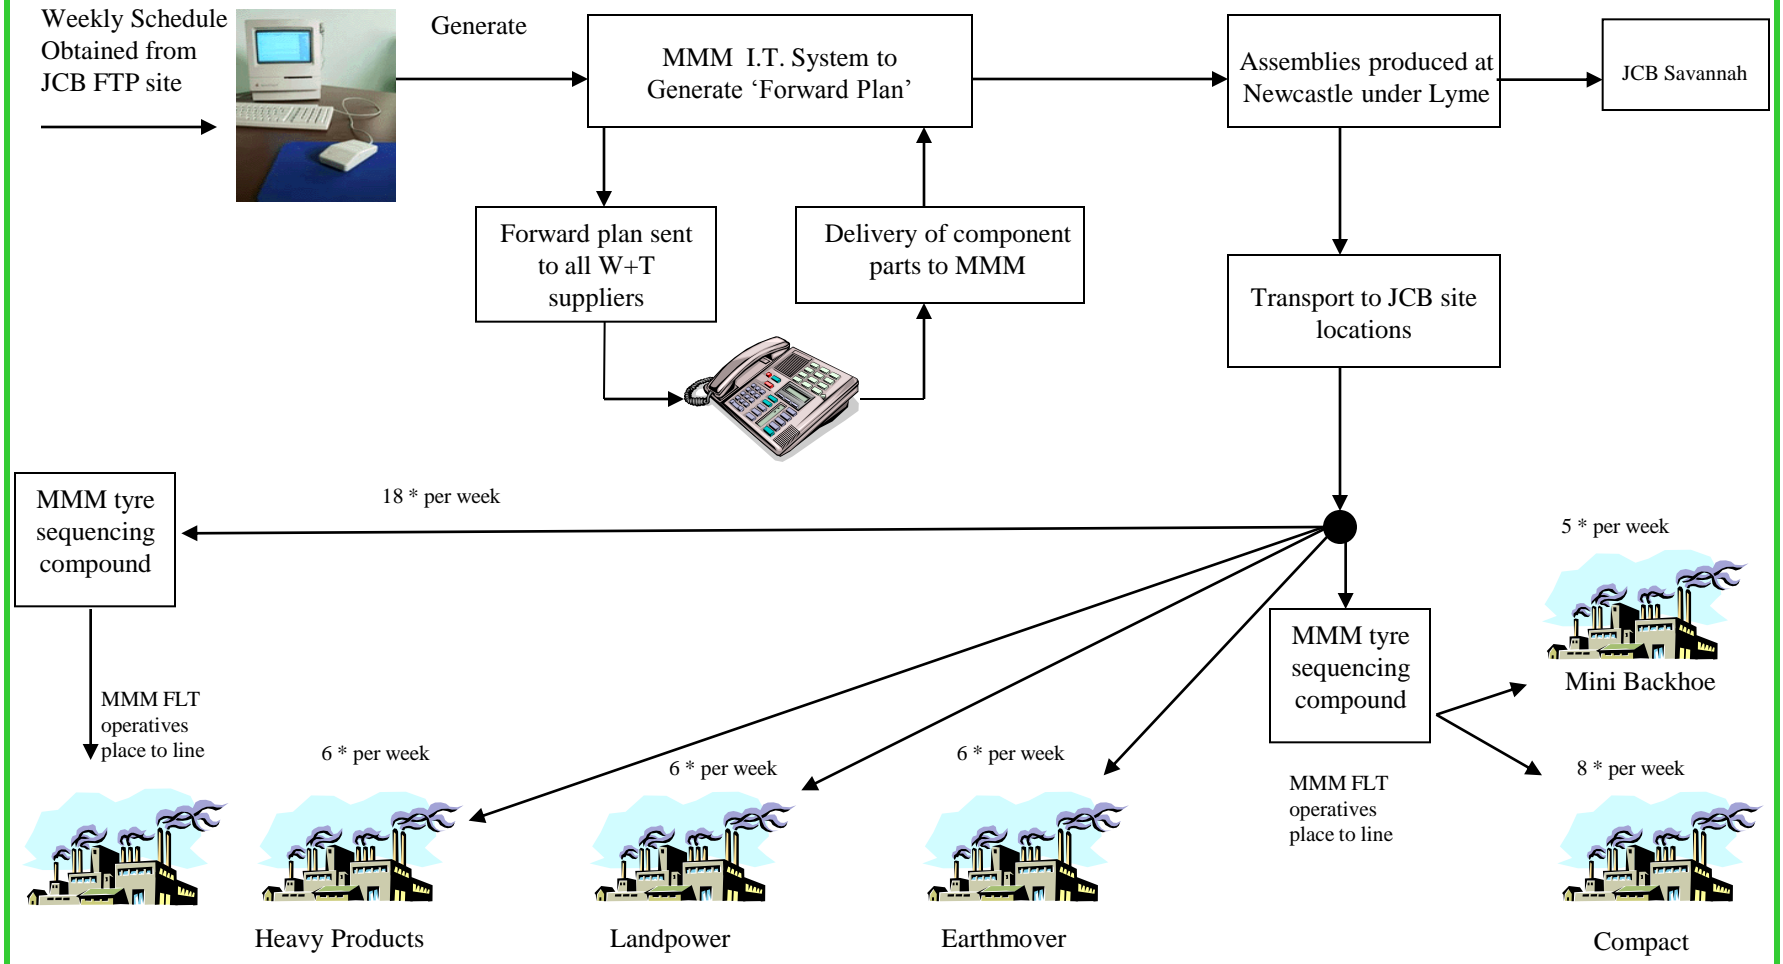 Weekly Schedule
Obtained from
JCB FTP site
Generate
MMM I.T. System to
Generate ‘Forward Plan’
Assemblies produced at
Newcastle under Lyme
JCB Savannah
Forward plan sent
to all W+T
suppliers
Delivery of component
parts to MMM
Transport to JCB site
locations
MMM tyre
sequencing
compound
18 * per week
5 * per week
MMM tyre
sequencing
compound
Mini Backhoe
MMM FLT
operatives
place to line
6 * per week
6 * per week
6 * per week
MMM FLT
operatives
place to line
8 * per week
Heavy Products
Landpower
Earthmover
Compact